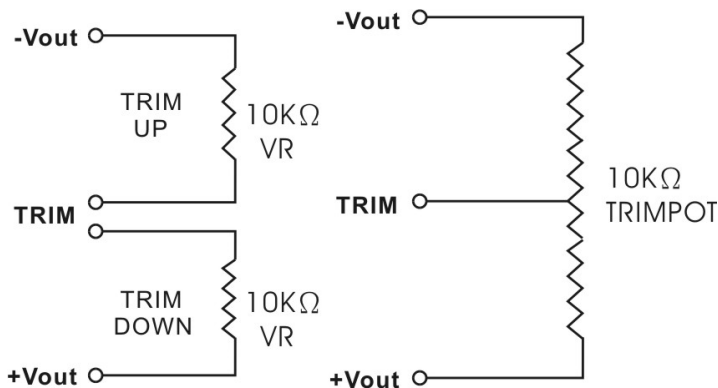 -Vout
TRIM
UP
10KΩ
VR
TRIM
TRIM
DOWN
10KΩ
VR
+Vout
-Vout
TRIM
10KΩ
TRIMPOT
+Vout